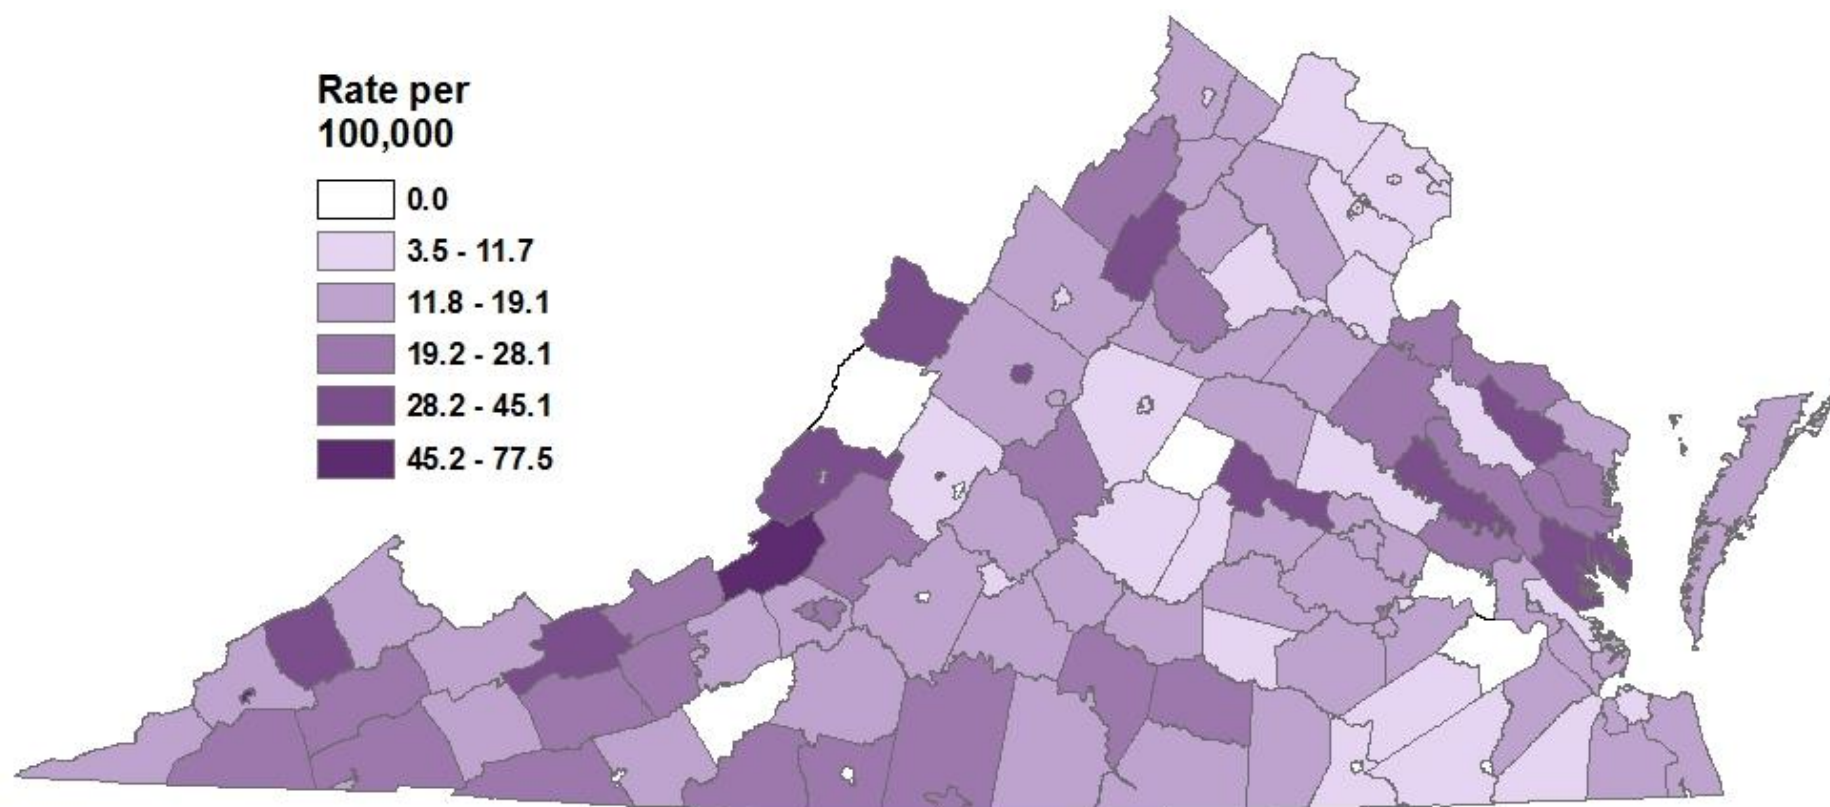 Rate per
100,000
0.0
3.5 - 11.7
11.8 - 19.1
19.2 - 28.1
28.2 - 45.1
45.2 - 77.5